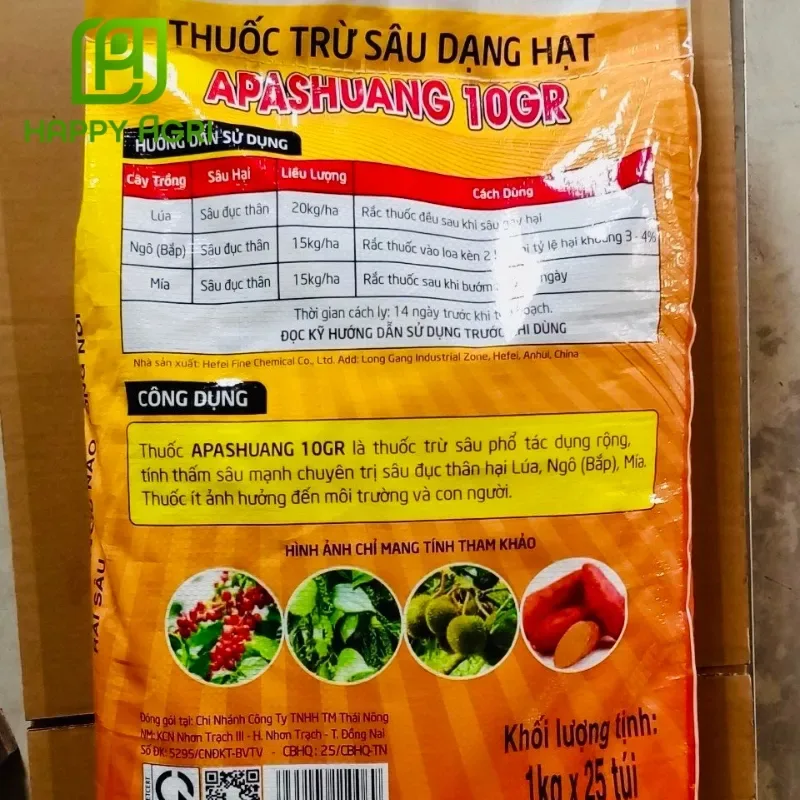 THUỐC TRỪ SÂU DẠNG HẠT
APASHUANG 10GR
HAPPY AGRI
HƯỚNG DẪN SỬ DỤNG
Cây Trồng Sâu Hại Liều Lượng Cách Dùng
Lúa Sâu đục thân 20kg/ha Rắc thuốc đều sau khi sâu gây hại
Ngô (Bắp) Sâu đục thân 15kg/ha Rắc thuốc vào loa kèn 2 tỷ lệ hại khoảng 3 - 4%
Mía Sâu đục thân 15kg/ha Rắc thuốc sau khi bướm ngày
Thời gian cách ly: 14 ngày trước khi hoạch.
ĐỌC KỸ HƯỚNG DẪN SỬ DỤNG TRƯỚC KHI DÙNG
Nhà sản xuất: Hefei Fine Chemical Co., Ltd. Add: Long Gang Industrial Zone, Hefei, Anhui, China
CÔNG DỤNG
Thuốc APASHUANG 10GR là thuốc trừ sâu phổ tác dụng rộng,
tính thấm sâu mạnh chuyên trị sâu đục thân hại Lúa, Ngô (Bắp), Mía.
Thuốc ít ảnh hưởng đến môi trường và con người.
HÌNH ẢNH CHỈ MANG TÍNH THAM KHẢO
Đóng gói tại: Chi Nhánh Công Ty TNHH TM Thái Nông
NM: KCN Nhơn Trạch III - H. Nhơn Trạch - T. Đồng Nai
Số ĐK: 5295/CNĐKT-BVTV - CBHQ: 25/CBHQ-TN
Khối lượng tịnh:
1kg x 25 túi
HẠI SÂU